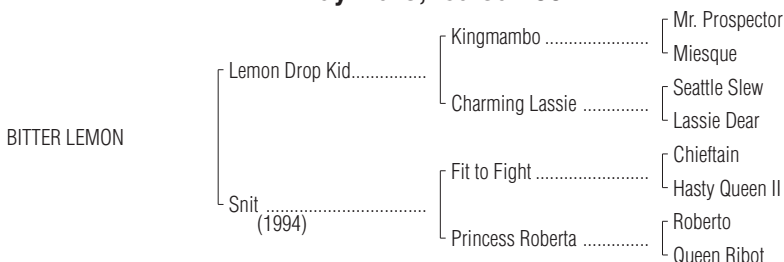 Mr. Prospector
Kingmambo .....................
Miesque
Lemon Drop Kid...............
Seattle Slew
Charming Lassie ..............
Lassie Dear
BITTER LEMON
Chieftain
Fit to Fight .......................
Hasty Queen II
Snit ................................
(1994)
Roberto
Princess Roberta ..............
Queen Ribot